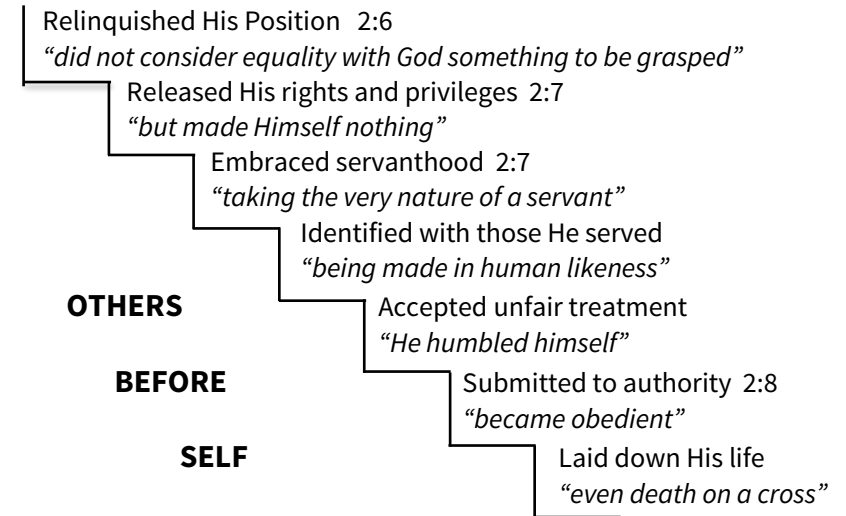 Relinquished His Position 2:6
“did not consider equality with God something to be grasped”
Released His rights and privileges 2:7
“but made Himself nothing”
Embraced servanthood 2:7
“taking the very nature of a servant”
Identified with those He served
“being made in human likeness”
OTHERS
Accepted unfair treatment
“He humbled himself”
BEFORE
Submitted to authority 2:8
“became obedient”
SELF
Laid down His life
“even death on a cross”